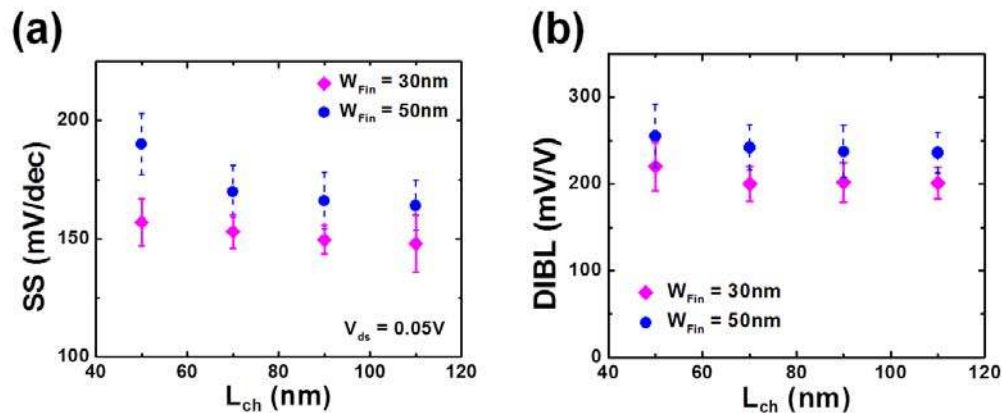 (a)
SS (mV/dec)
200
150
100
W_Fin = 30nm
W_Fin = 50nm
V_ds = 0.05V
40 60 80 100 120
L_ch (nm)
(b)
DIBL (mV/V)
300
200
100
0
W_Fin = 30nm
W_Fin = 50nm
40 60 80 100 120
L_ch (nm)